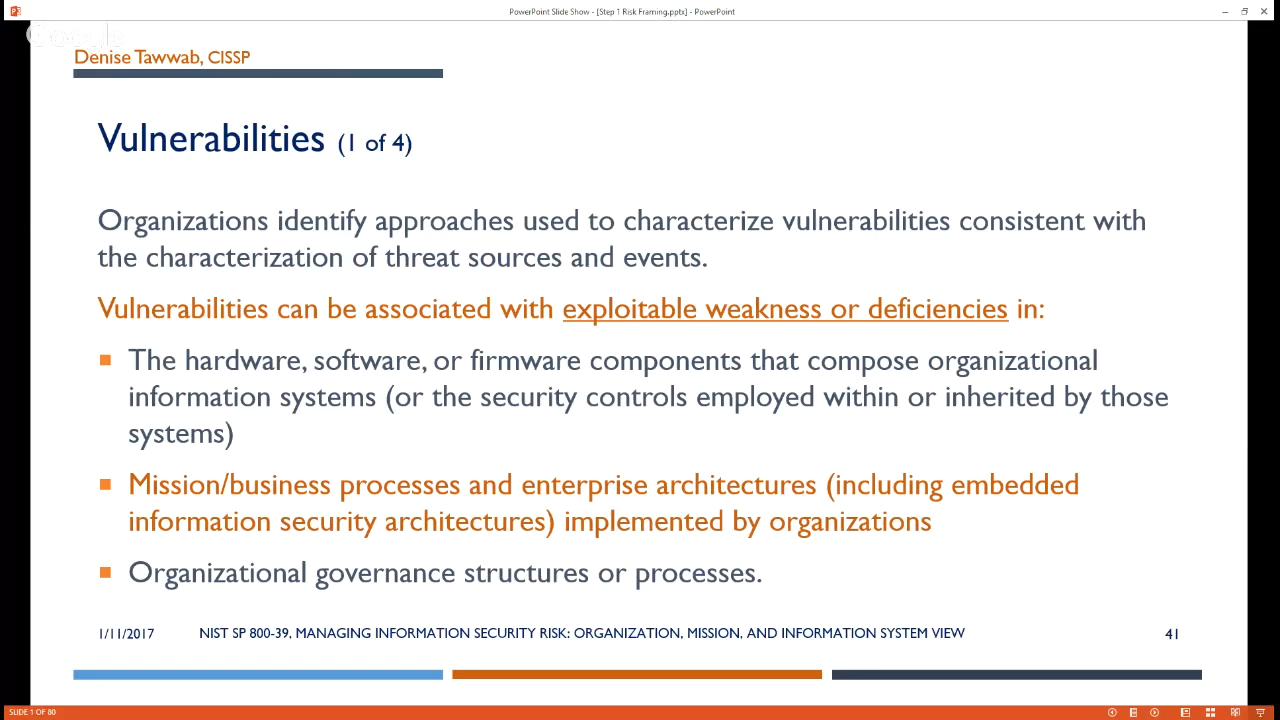 PowerPoint Slide Show - [Step 1 Risk Framing.pptx] - PowerPoint
Denise Tawwab, CISSP
Vulnerabilities (1 of 4)
Organizations identify approaches used to characterize vulnerabilities consistent with
the characterization of threat sources and events.
Vulnerabilities can be associated with exploitable weakness or deficiencies in:
The hardware, software, or firmware components that compose organizational
information systems (or the security controls employed within or inherited by those
systems)
Mission/business processes and enterprise architectures (including embedded
information security architectures) implemented by organizations
Organizational governance structures or processes.
1/11/2017 NIST SP 800-39, MANAGING INFORMATION SECURITY RISK: ORGANIZATION, MISSION, AND INFORMATION SYSTEM VIEW 41
SLIDE 1 OF 80